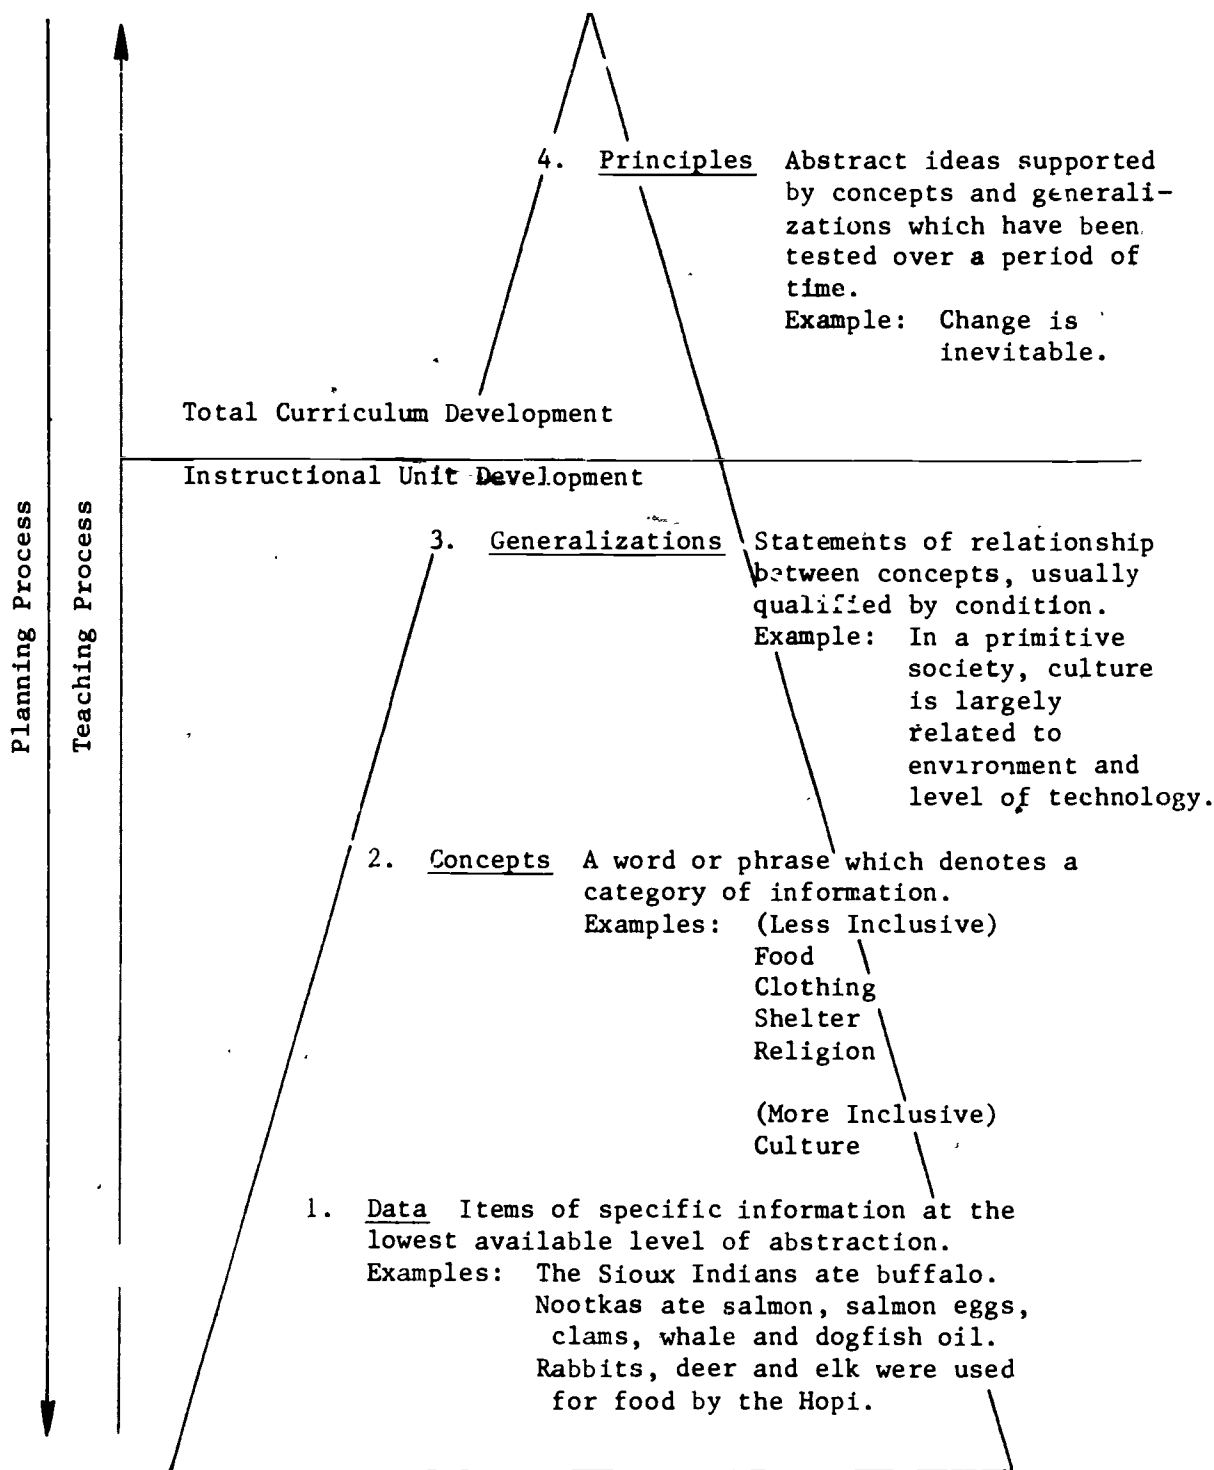 4. Principles Abstract ideas supported
by concepts and generali-
zations which have been
tested over a period of
time.
Example: Change is
inevitable.
Total Curriculum Development
Instructional Unit Development
Planning Process
Teaching Process
3. Generalizations Statements of relationship
between concepts, usually
qualified by condition.
Example: In a primitive
society, culture
is largely
related to
environment and
level of technology.
2. Concepts A word or phrase which denotes a
category of information.
Examples: (Less Inclusive)
Food
Clothing
Shelter
Religion
(More Inclusive)
Culture
1. Data Items of specific information at the
lowest available level of abstraction.
Examples: The Sioux Indians ate buffalo.
Nootkas ate salmon, salmon eggs,
clams, whale and dogfish oil.
Rabbits, deer and elk were used
for food by the Hopi.